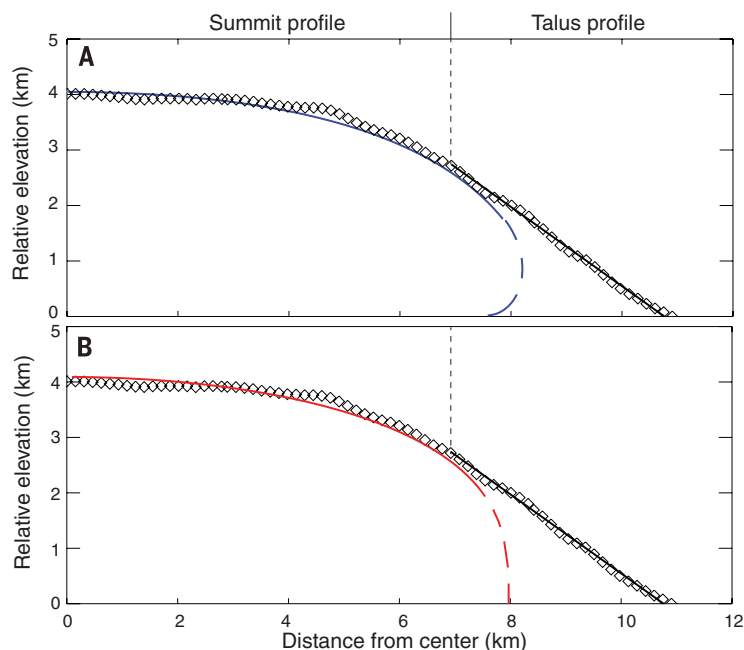 Summit profile Talus profile
A
Relative elevation (km)
5
4
3
2
1
0
B
Relative elevation (km)
5
4
3
2
1
0
0 2 4 6 8 10 12
Distance from center (km)